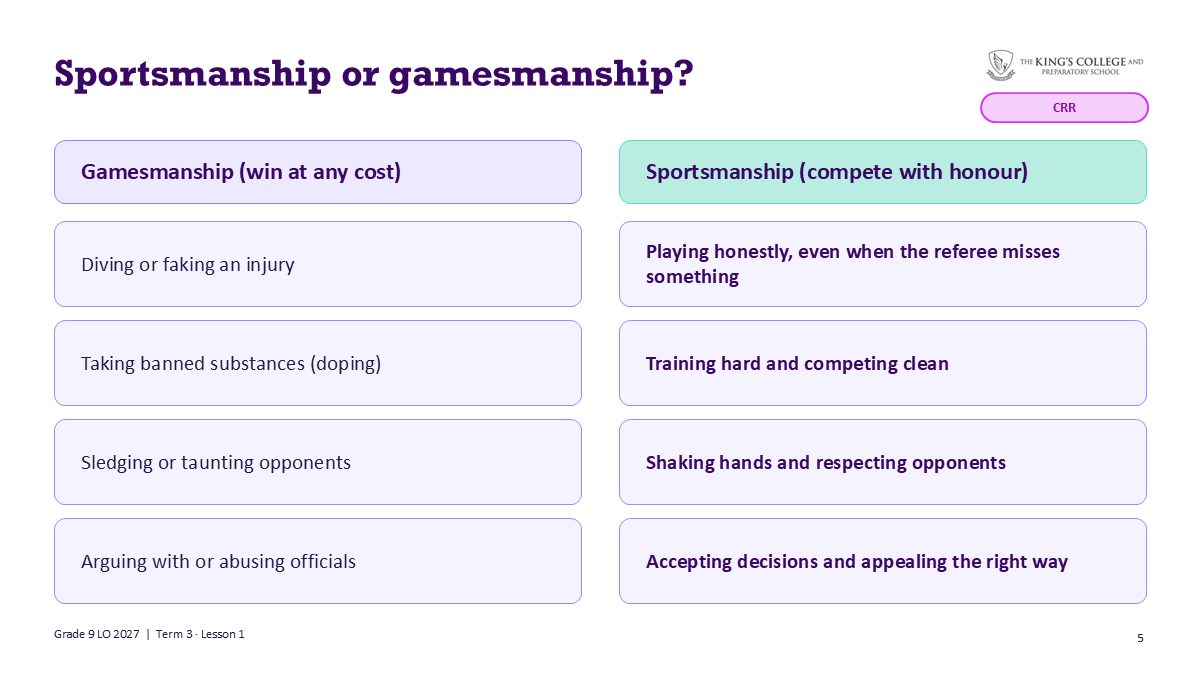 Sportsmanship or gamesmanship?
THE KING'S COLLEGE AND
PREPARATORY SCHOOL
CRR
Gamesmanship (win at any cost)
Sportsmanship (compete with honour)
Diving or faking an injury
Playing honestly, even when the referee misses
something
Taking banned substances (doping)
Training hard and competing clean
Sledging or taunting opponents
Shaking hands and respecting opponents
Arguing with or abusing officials
Accepting decisions and appealing the right way
Grade 9 LO 2027 | Term 3 · Lesson 1
5